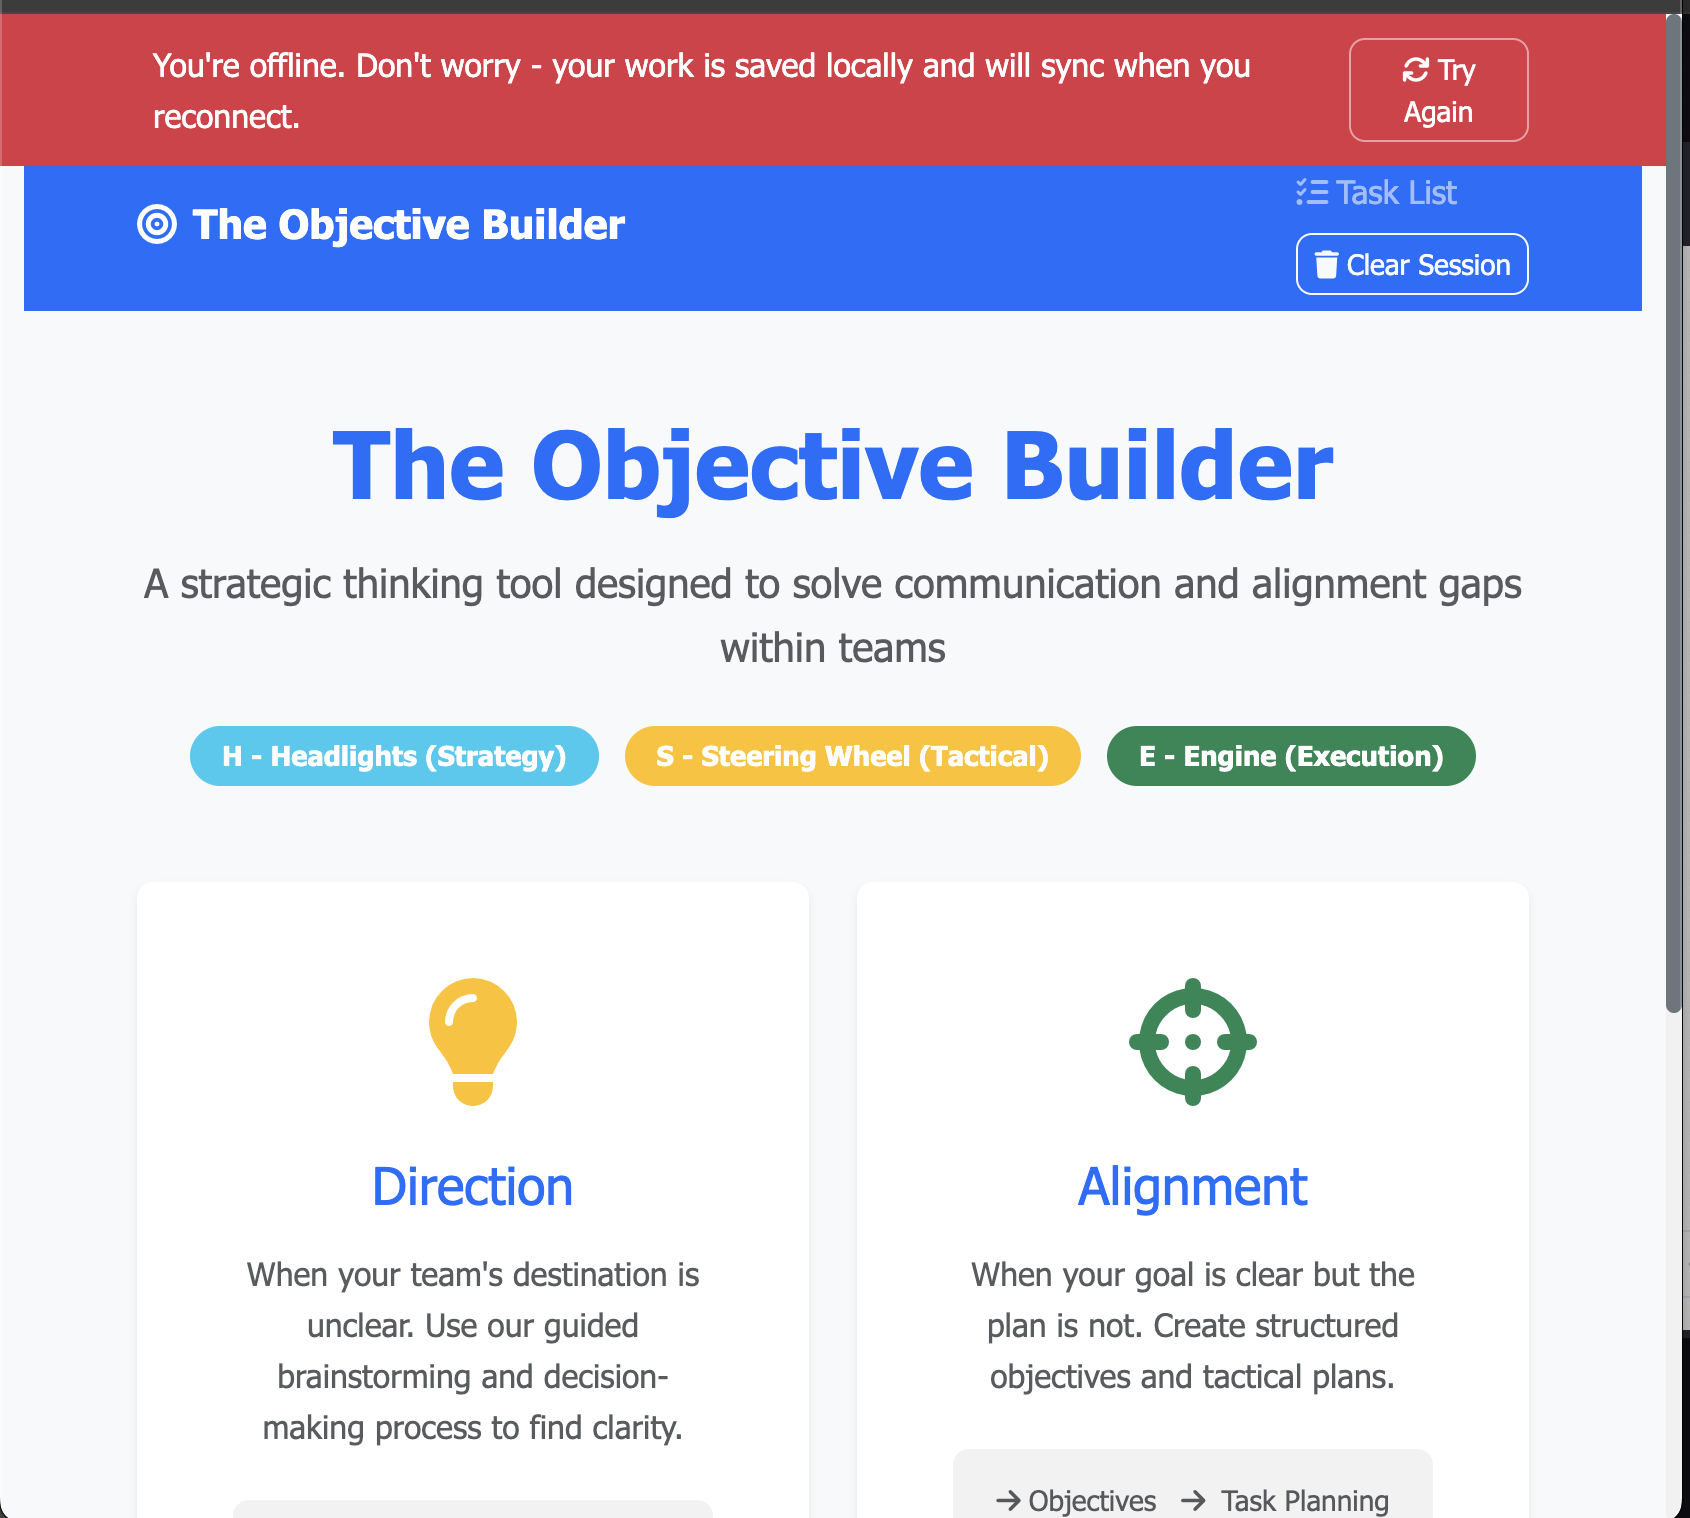 You're offline. Don't worry - your work is saved locally and will sync when you
reconnect.
Try
Again
The Objective Builder
Task List
Clear Session
The Objective Builder
A strategic thinking tool designed to solve communication and alignment gaps
within teams
H - Headlights (Strategy)
S - Steering Wheel (Tactical)
E - Engine (Execution)
Direction
When your team's destination is
unclear. Use our guided
brainstorming and decision-
making process to find clarity.
Alignment
When your goal is clear but the
plan is not. Create structured
objectives and tactical plans.
→ Objectives → Task Planning